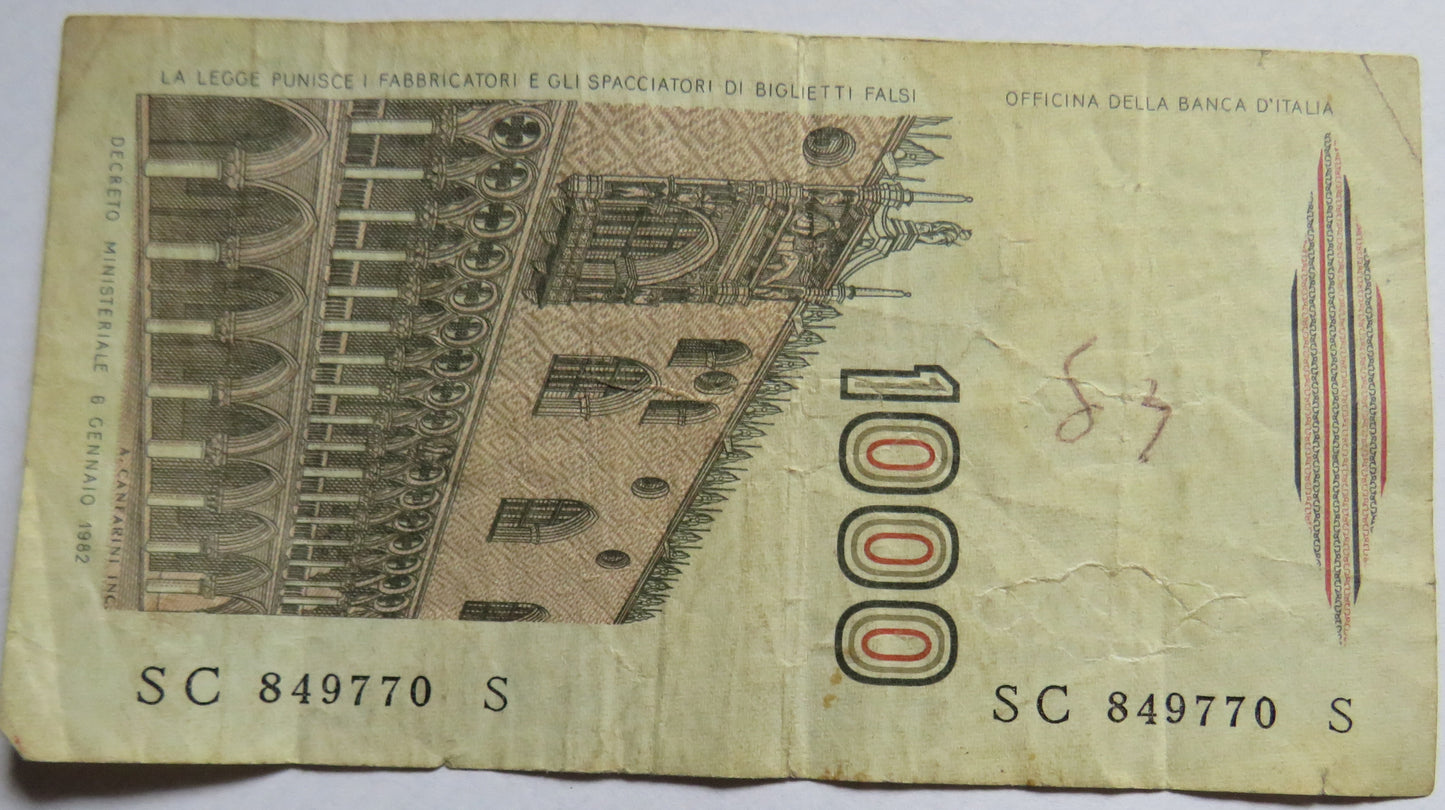 LA LEGGE PUNISCE I FABBRICATORI E GLI SPACCIATORI DI BIGLIETTI FALSI
OFFICINA DELLA BANCA D'ITALIA
DECRETO MINISTERIALE 6 GENNAIO 1982
A. CANFARINI INC.
1000
83
SC 849770 S
SC 849770 S